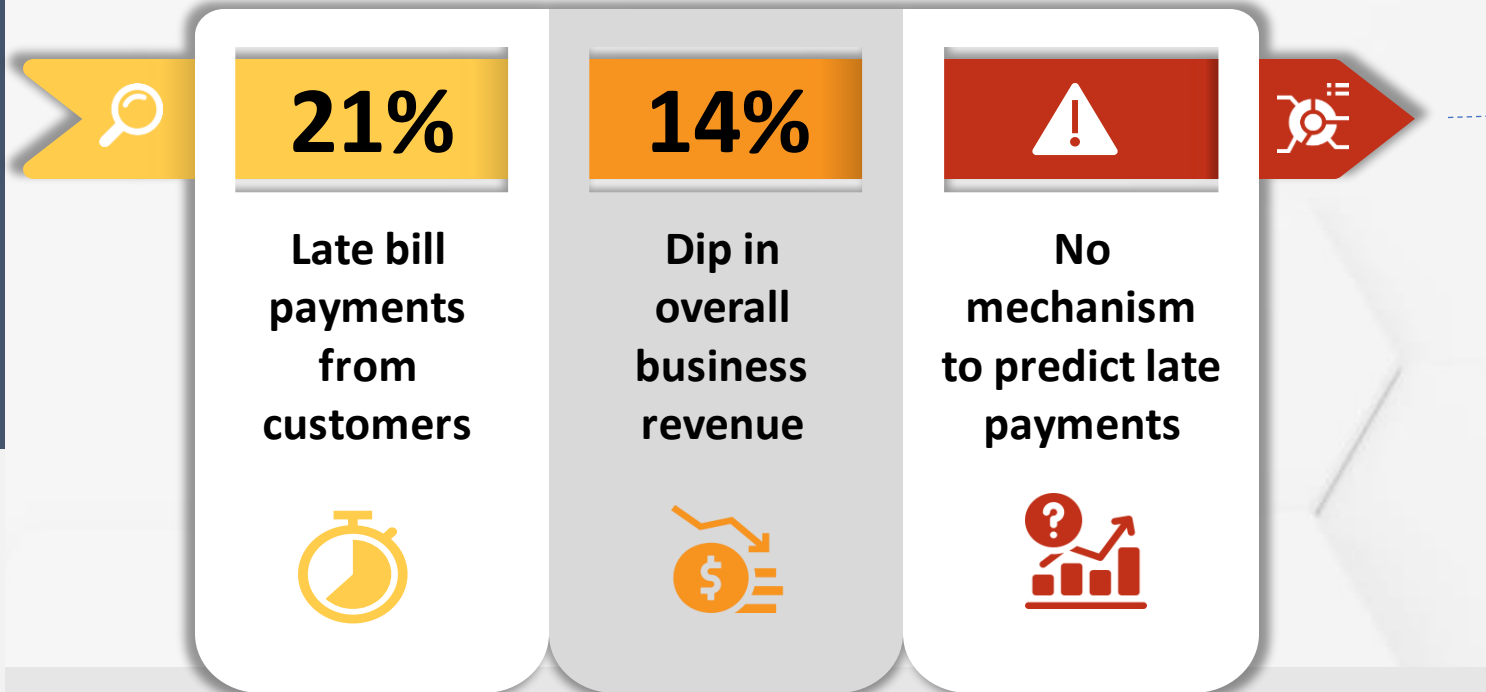 21%
Late bill
payments
from
customers
14%
Dip in
overall
business
revenue
No
mechanism
to predict late
payments